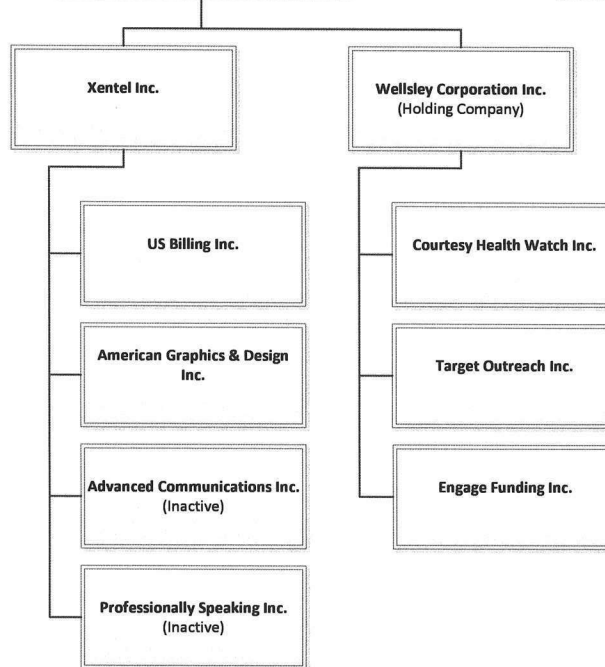 Xentel Inc.
Wellsley Corporation Inc.
(Holding Company)
US Billing Inc.
Courtesy Health Watch Inc.
American Graphics & Design
Inc.
Target Outreach Inc.
Advanced Communications Inc.
(Inactive)
Engage Funding Inc.
Professionally Speaking Inc.
(Inactive)